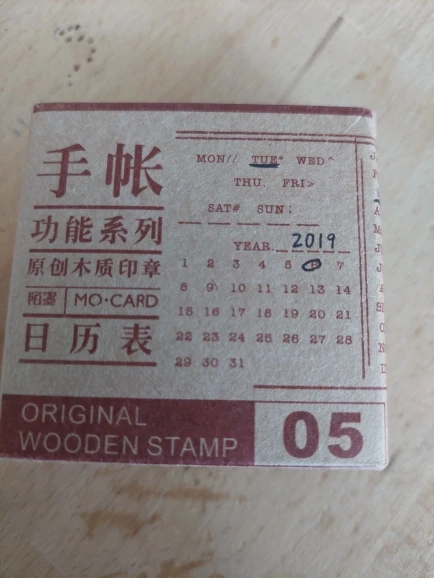 手帐
功能系列
原创木质印章
陌墨 MO·CARD
日历表
MON// TUE* WED^
THU. FRI>
SAT# SUN;
YEAR 2019
1 2 3 4 5 6 7
8 9 10 11 12 13 14
15 16 17 18 19 20 21
22 23 24 25 26 27 28
29 30 31
ORIGINAL
WOODEN STAMP
05